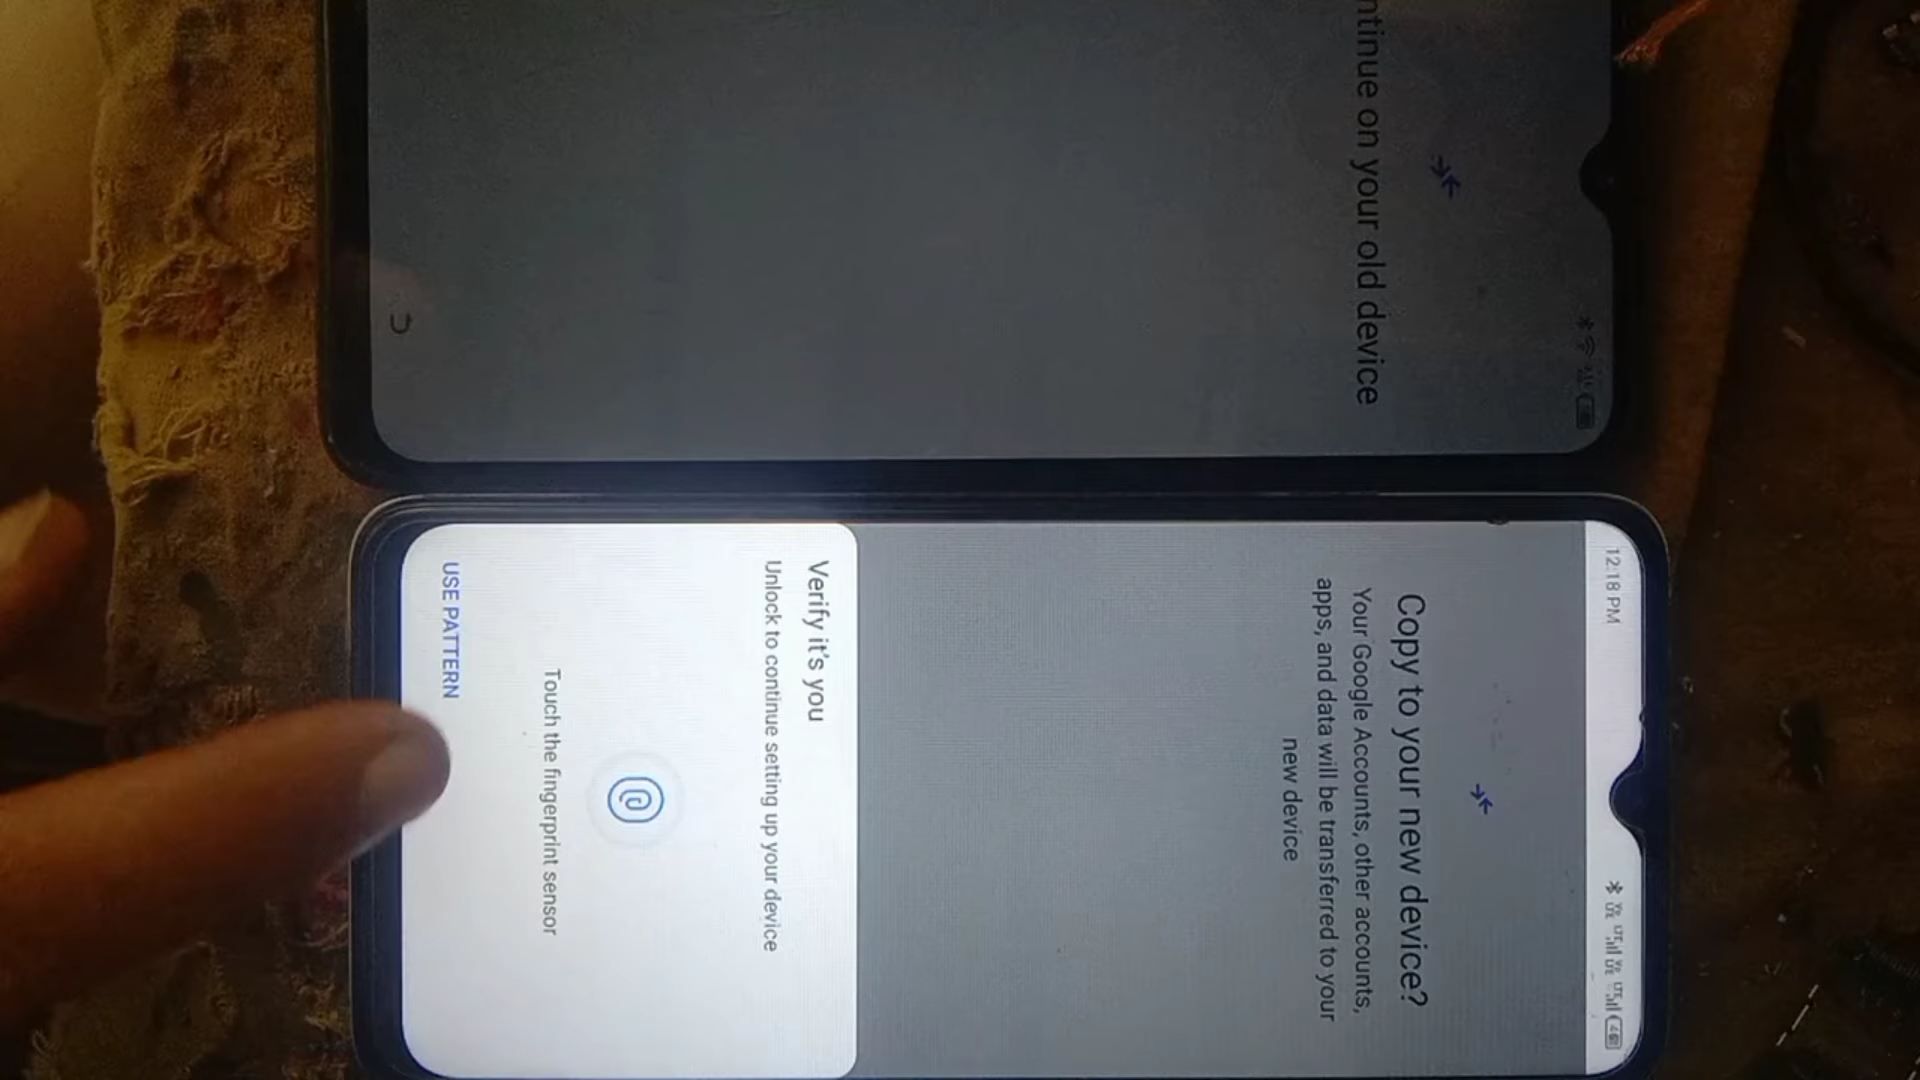 ntinue on your old device
12:18 PM
Copy to your new device?
Your Google Accounts, other accounts,
apps, and data will be transferred to your
new device
Verify it's you
Unlock to continue setting up your device
Touch the fingerprint sensor
USE PATTERN